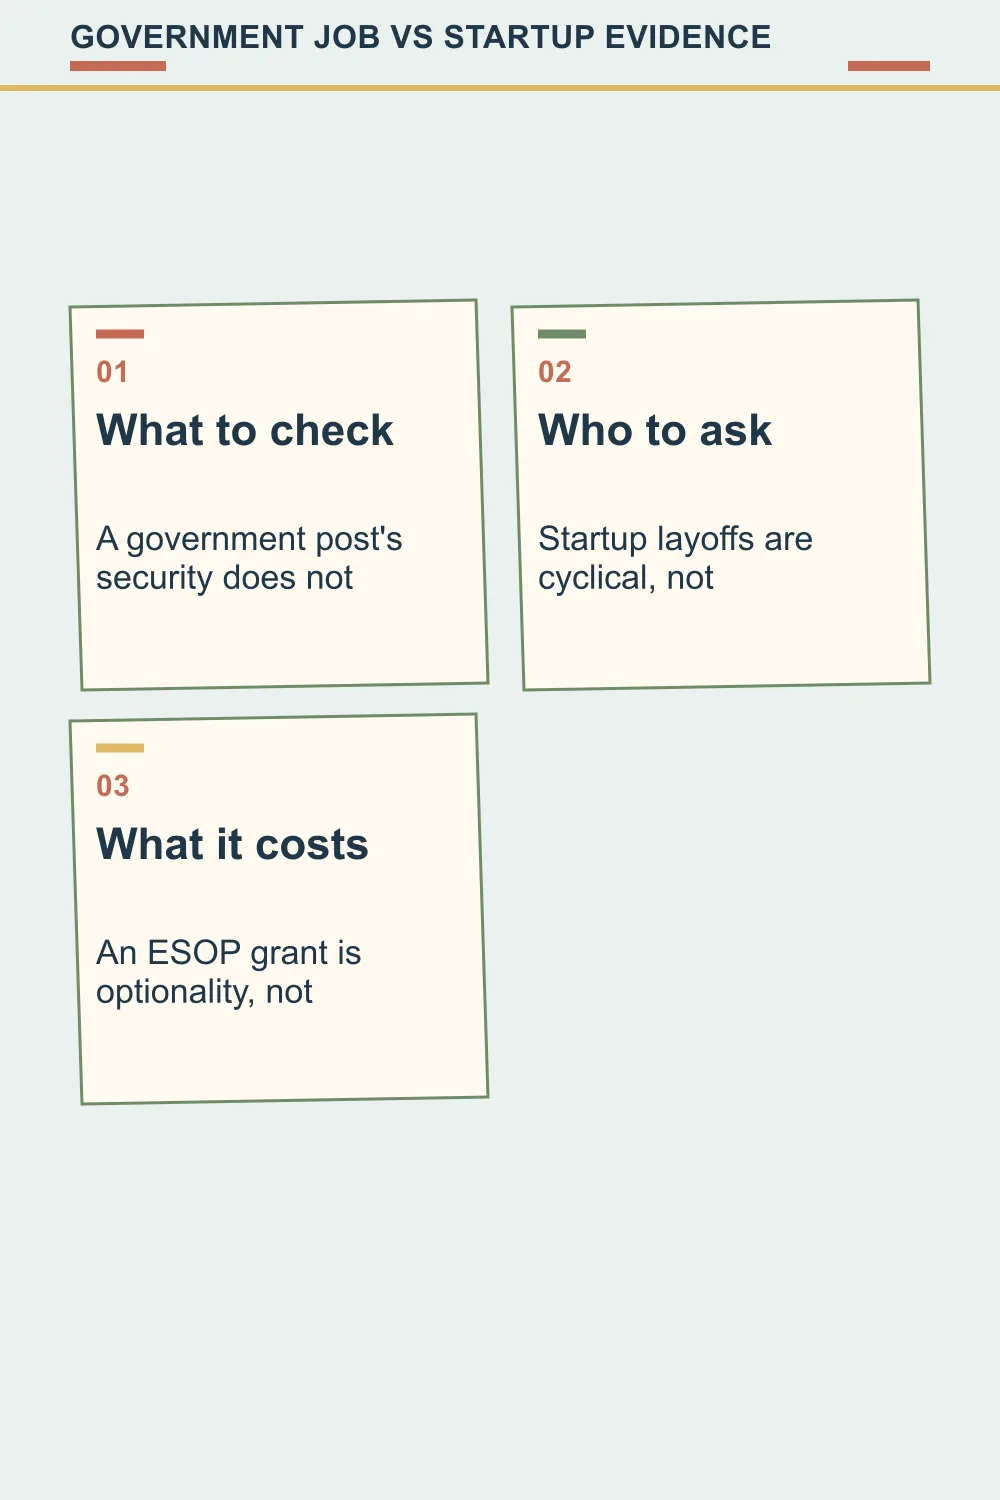 GOVERNMENT JOB VS STARTUP EVIDENCE
01
What to check
A government post's
security does not
02
Who to ask
Startup layoffs are
cyclical, not
03
What it costs
An ESOP grant is
optionality, not